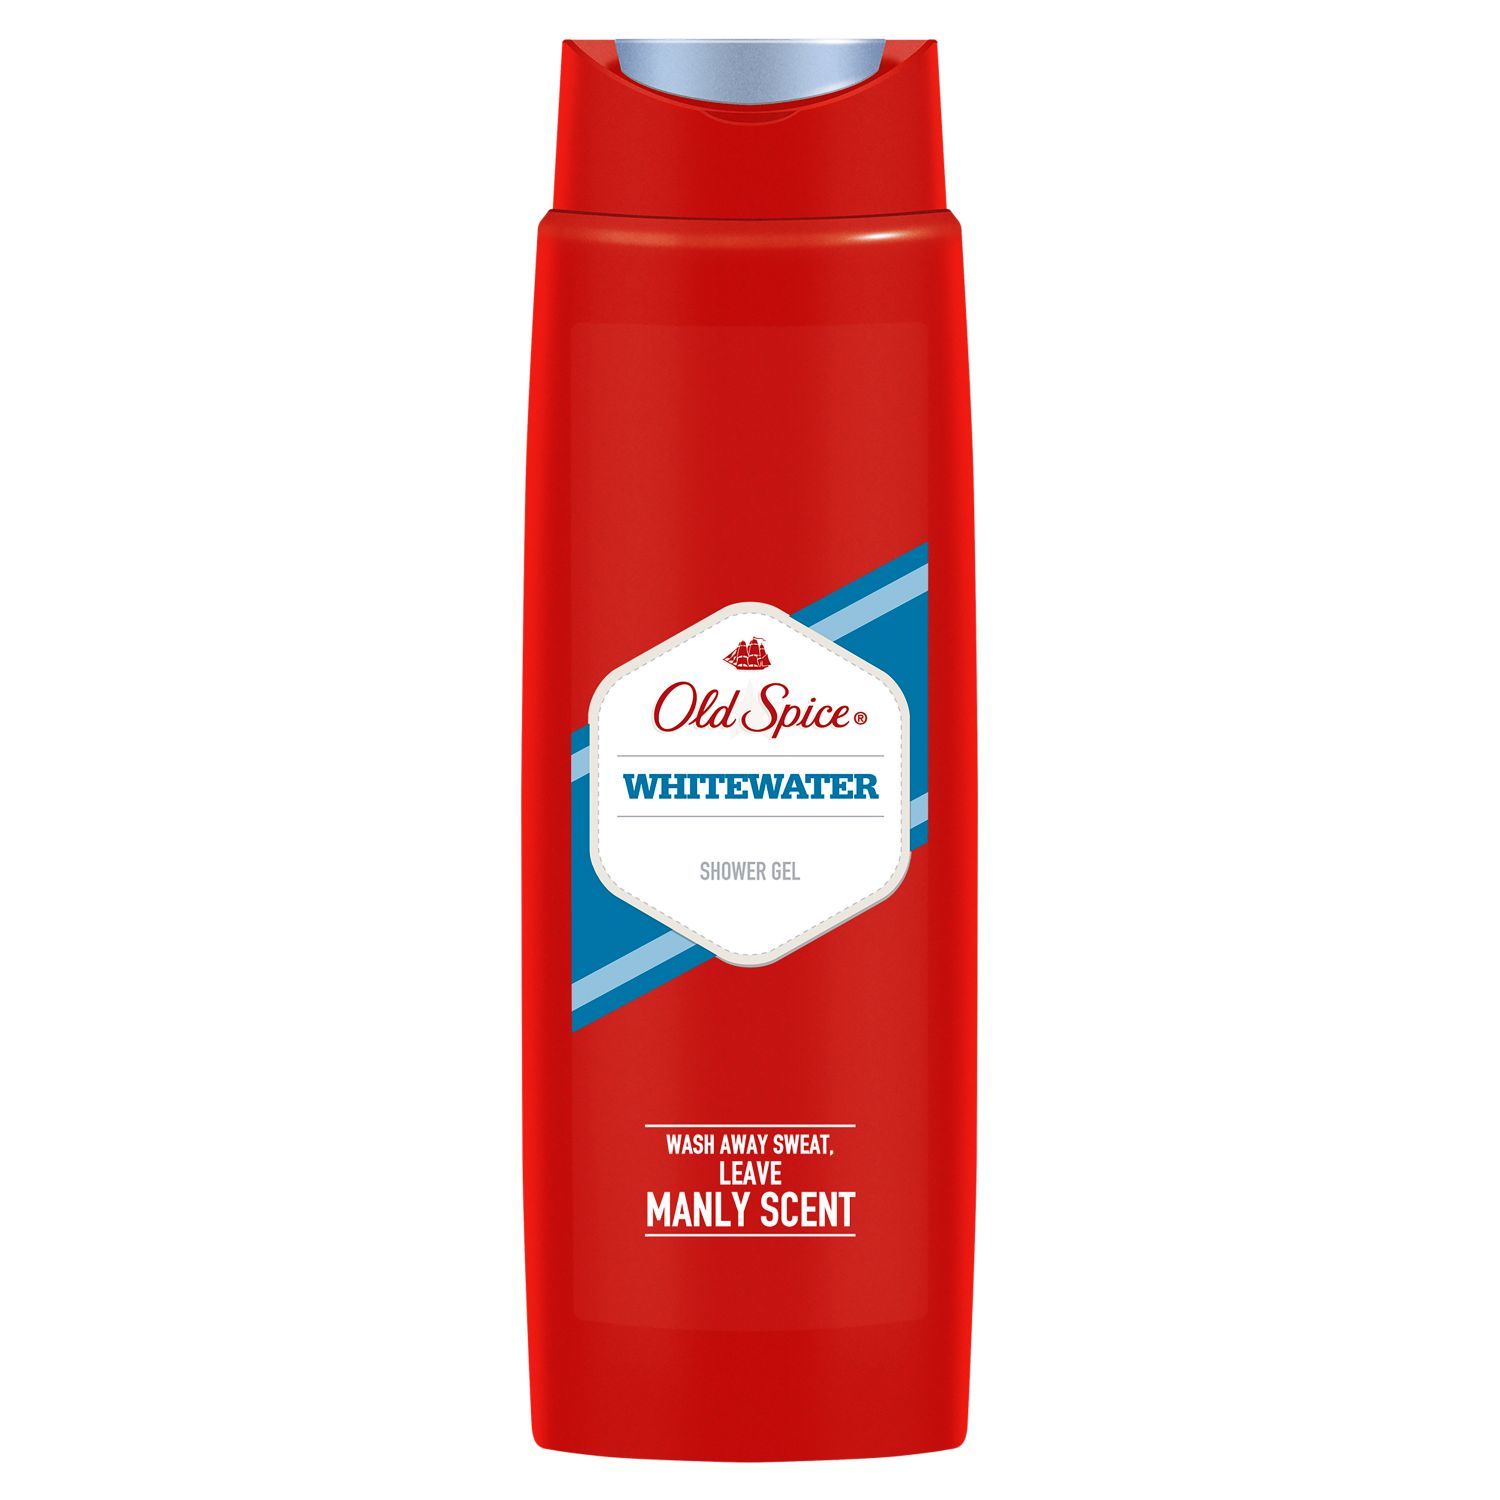 Old Spice®
WHITEWATER
SHOWER GEL
WASH AWAY SWEAT,
LEAVE
MANLY SCENT